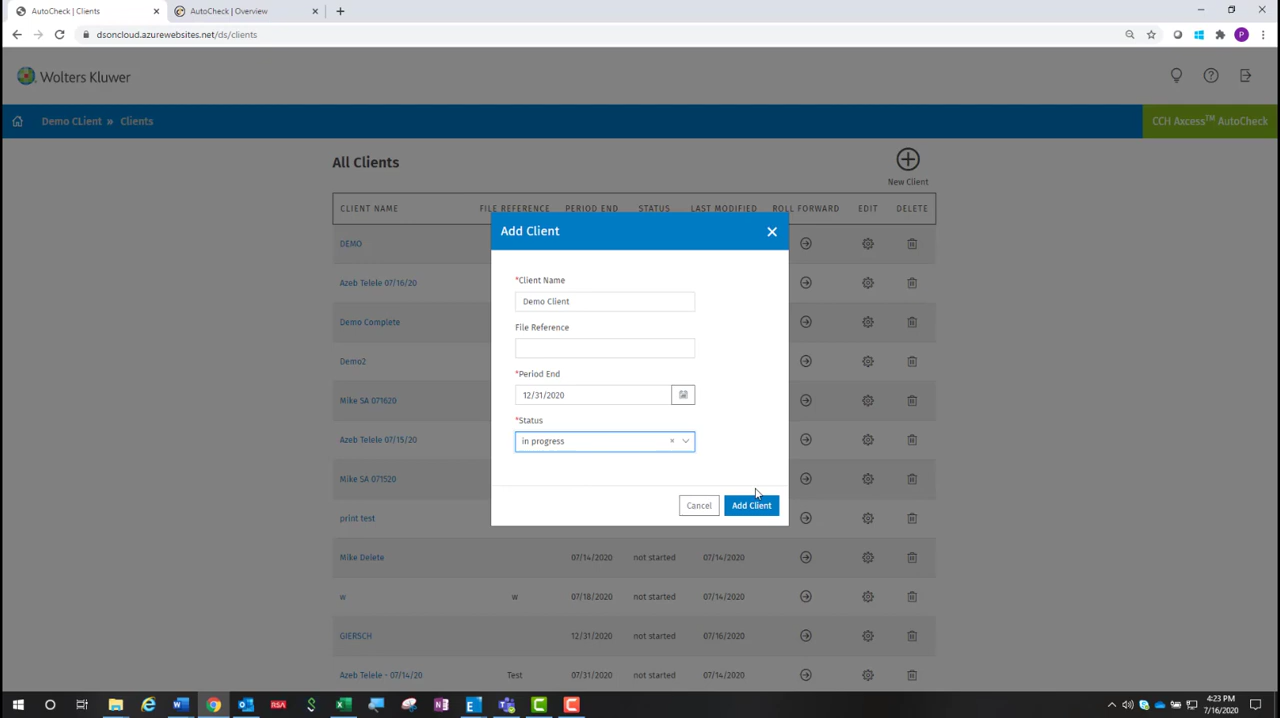 AutoCheck | Clients
AutoCheck | Overview
dsoncloud.azurewebsites.net/ds/clients
P
Wolters Kluwer
Demo CLient » Clients
CCH Axcess™ AutoCheck
All Clients
New Client
CLIENT NAME FILE REFERENCE PERIOD END STATUS LAST MODIFIED ROLL FORWARD EDIT DELETE
DEMO
Azeb Telele 07/16/20
Demo Complete
Demo2
Mike SA 071620
Azeb Telele 07/15/20
Mike SA 071520
print test
Mike Delete 07/14/2020 not started 07/14/2020
w w 07/18/2020 not started 07/14/2020
GIERSCH 12/31/2020 not started 07/16/2020
Azeb Telele - 07/14/20 Test 07/31/2020 not started 07/14/2020
Add Client
*Client Name
Demo Client
File Reference
*Period End
12/31/2020
*Status
in progress
Cancel Add Client
RSA
4:23 PM
7/16/2020